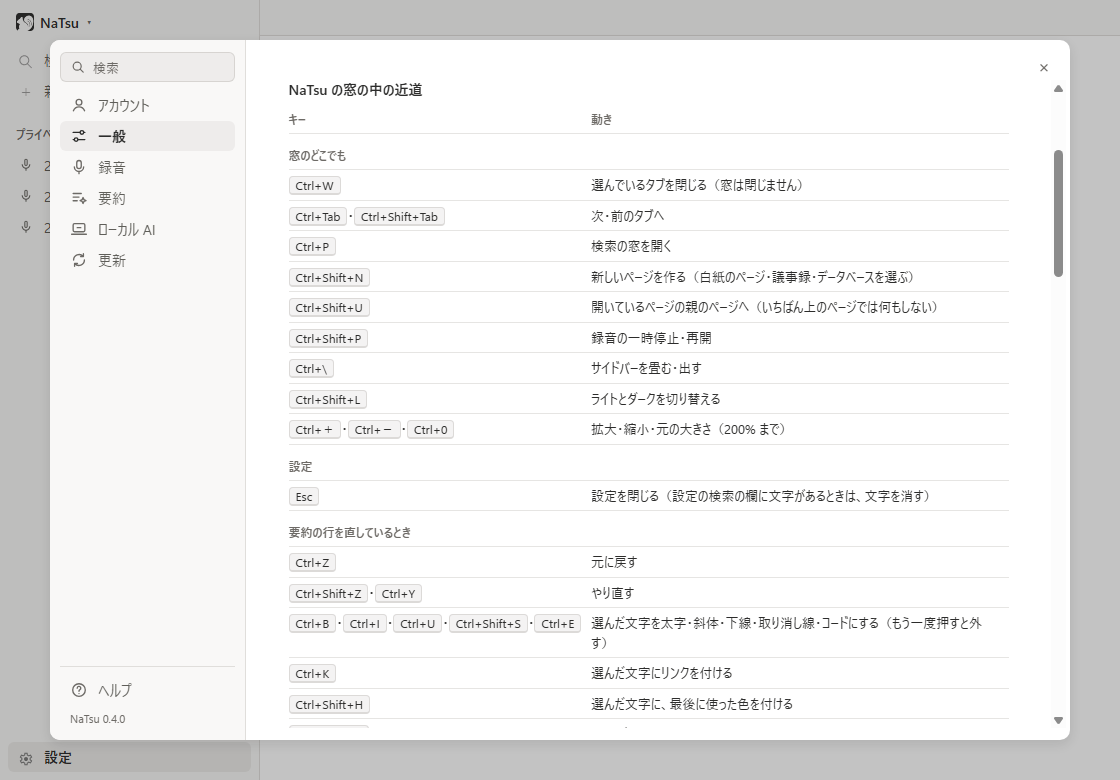 NaTsu
検索
アカウント
一般
録音
要約
ローカル AI
更新
ヘルプ
NaTsu 0.4.0
設定
NaTsu の窓の中の近道
キー 動き
窓のどこでも
Ctrl+W 選んでいるタブを閉じる（窓は閉じません）
Ctrl+Tab・Ctrl+Shift+Tab 次・前のタブへ
Ctrl+P 検索の窓を開く
Ctrl+Shift+N 新しいページを作る（白紙のページ・議事録・データベースを選ぶ）
Ctrl+Shift+U 開いているページの親のページへ（いちばん上のページでは何もしない）
Ctrl+Shift+P 録音の一時停止・再開
Ctrl+\ サイドバーを畳む・出す
Ctrl+Shift+L ライトとダークを切り替える
Ctrl+＋・Ctrl+−・Ctrl+0 拡大・縮小・元の大きさ（200% まで）
設定
Esc 設定を閉じる（設定の検索の欄に文字があるときは、文字を消す）
要約の行を直しているとき
Ctrl+Z 元に戻す
Ctrl+Shift+Z・Ctrl+Y やり直す
Ctrl+B・Ctrl+I・Ctrl+U・Ctrl+Shift+S・Ctrl+E 選んだ文字を太字・斜体・下線・取り消し線・コードにする（もう一度押すと外
す）
Ctrl+K 選んだ文字にリンクを付ける
Ctrl+Shift+H 選んだ文字に、最後に使った色を付ける